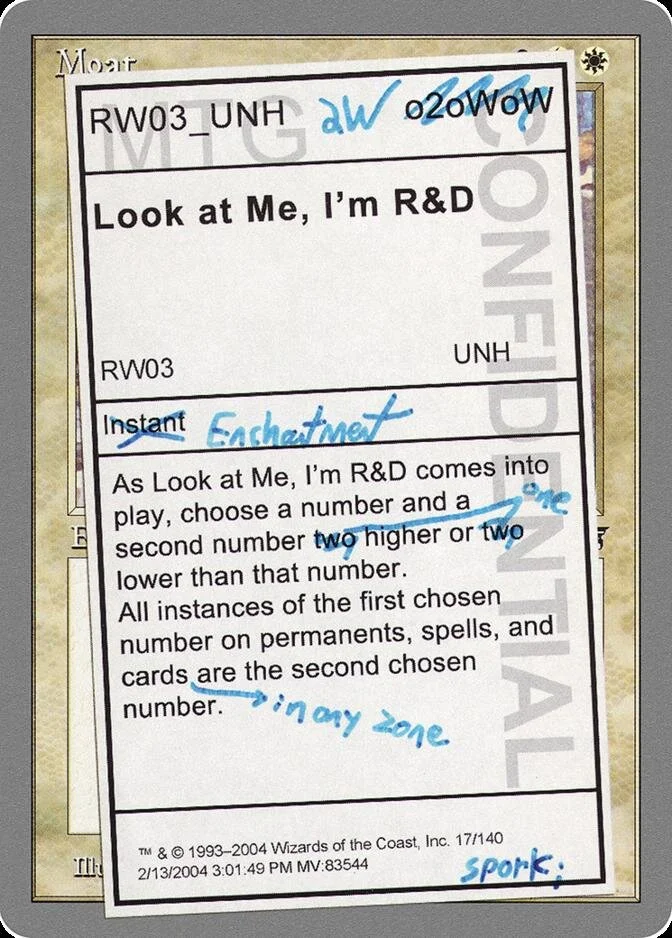 Moat
MTG
RW03_UNH 2W o2oWoW
CONFIDENTIAL
Look at Me, I'm R&D
RW03 UNH
Instant Enchantment
As Look at Me, I'm R&D comes into
play, choose a number and a one
second number two higher or two
lower than that number.
All instances of the first chosen
number on permanents, spells, and
cards are the second chosen
number. in any zone
™ & © 1993–2004 Wizards of the Coast, Inc. 17/140
2/13/2004 3:01:49 PM MV:83544
spork;